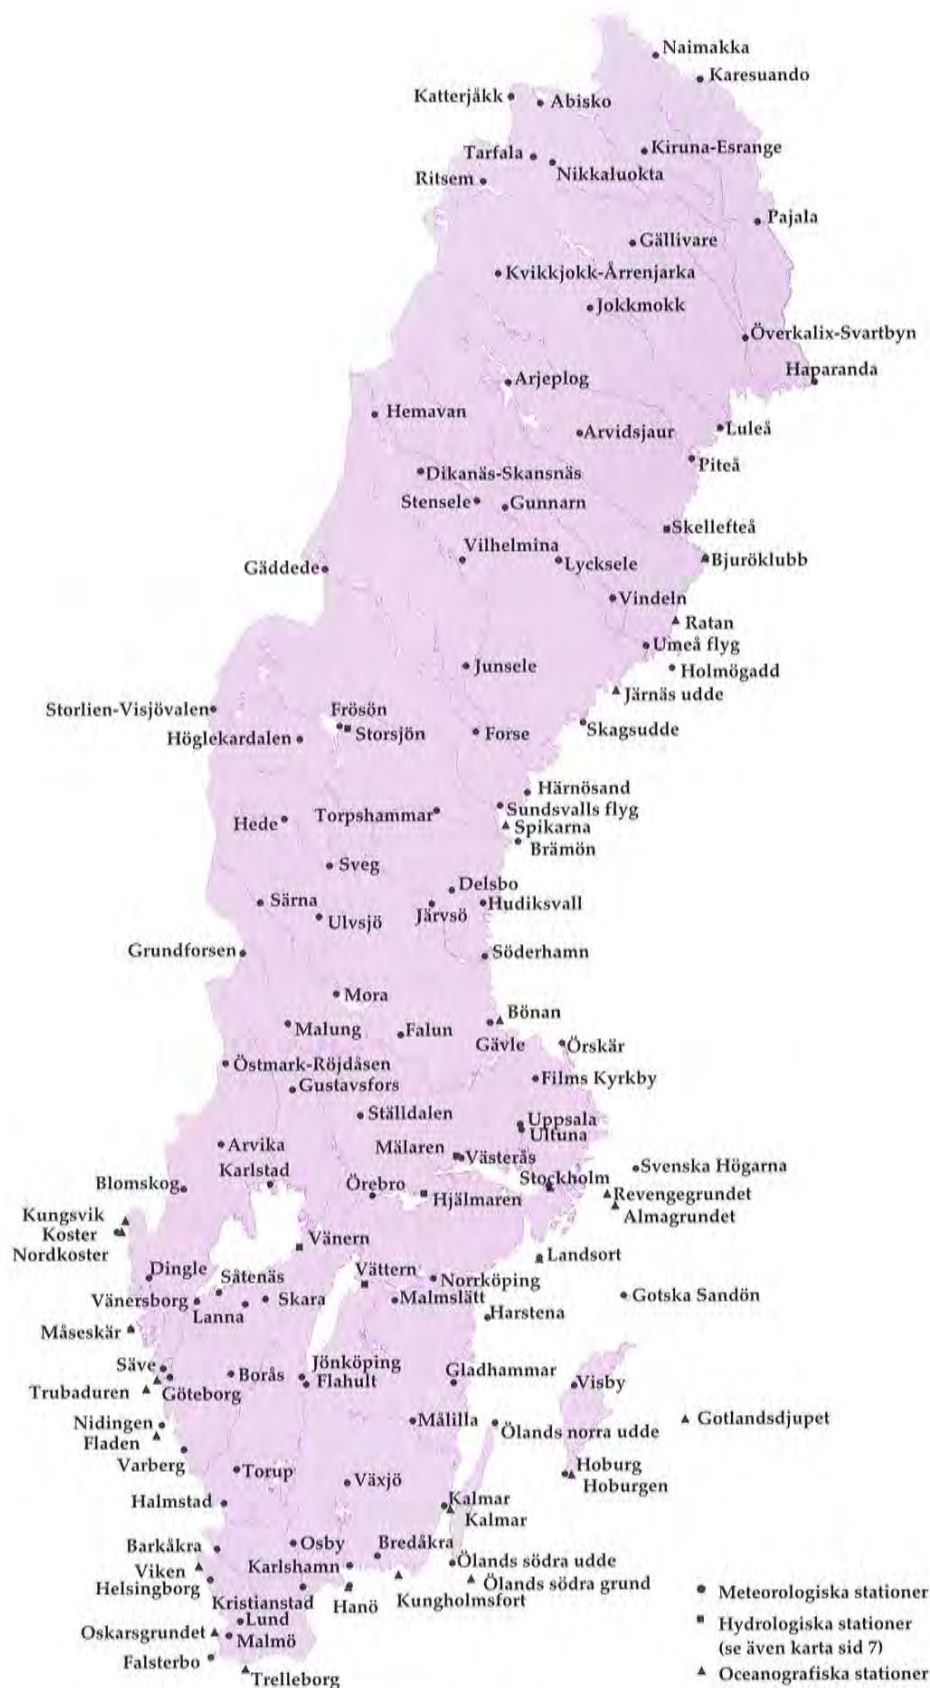 Naimakka
Karesuando
Katterjåkk
Abisko
Kiruna-Esrange
Tarfala
Nikkaluokta
Ritsem
Pajala
Gällivare
Kvikkjokk-Årrenjarka
Jokkmokk
Överkalix-Svartbyn
Haparanda
Arjeplog
Hemavan
Luleå
Arvidsjaur
Piteå
Dikanäs-Skansnäs
Stensele
Gunnarn
Skellefteå
Vilhelmina
Bjuröklubb
Lycksele
Gäddede
Vindeln
Ratan
Umeå flyg
Junsele
Holmögadd
Järnäs udde
Storlien-Visjövalen
Frösön
Skagsudde
Storsjön
Forse
Höglekardalen
Härnösand
Sundsvalls flyg
Torpshammar
Hede
Spikarna
Brämön
Sveg
Delsbo
Särna
Hudiksvall
Järvsö
Ulvsjö
Grundforsen
Söderhamn
Mora
Bönan
Malung
Falun
Gävle
Örskär
Östmark-Röjdåsen
Films Kyrkby
Gustavsfors
Ställdalen
Uppsala
Ultuna
Arvika
Mälaren
Västerås
Svenska Högarna
Karlstad
Stockholm
Blomskog
Örebro
Revengegrundet
Hjälmaren
Kungsvik
Almagrundet
Koster
Vänern
Nordkoster
Landsort
Dingle
Såtenäs
Vättern
Norrköping
Vänersborg
Skara
Malmslätt
Gotska Sandön
Lanna
Harstena
Måseskär
Säve
Jönköping
Gladhammar
Borås
Flahult
Visby
Trubaduren
Göteborg
Nidingen
Målilla
Ölands norra udde
Gotlandsdjupet
Fladen
Varberg
Torup
Hoburg
Växjö
Hoburgen
Halmstad
Kalmar
Kalmar
Barkåkra
Osby
Bredåkra
Viken
Karlshamn
Ölands södra udde
Helsingborg
Ölands södra grund
Kristianstad
Hanö
Kungholmsfort
Lund
Oskarsgrundet
Malmö
Falsterbo
Trelleborg
Meteorologiska stationer
Hydrologiska stationer
(se även karta sid 7)
Oceanografiska stationer